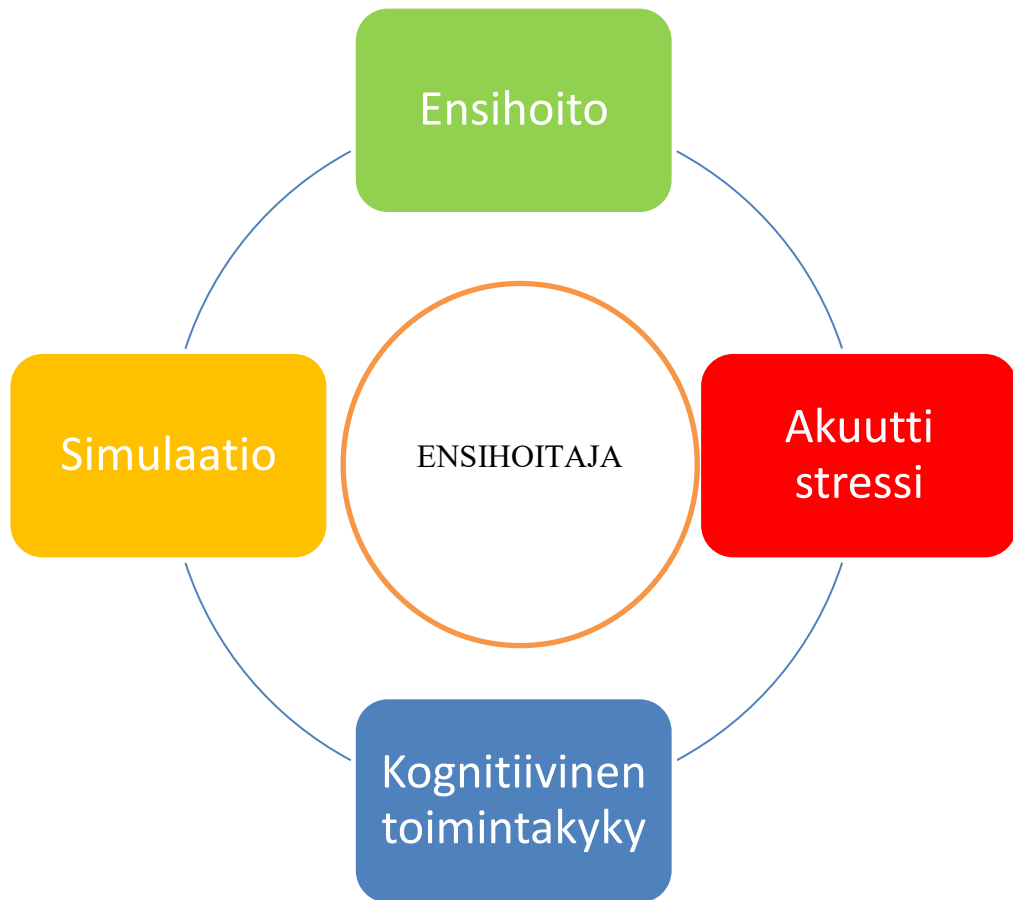 Ensihoito
Simulaatio
ENSIHOITAJA
Akuutti
stressi
Kognitiivinen
toimintakyky